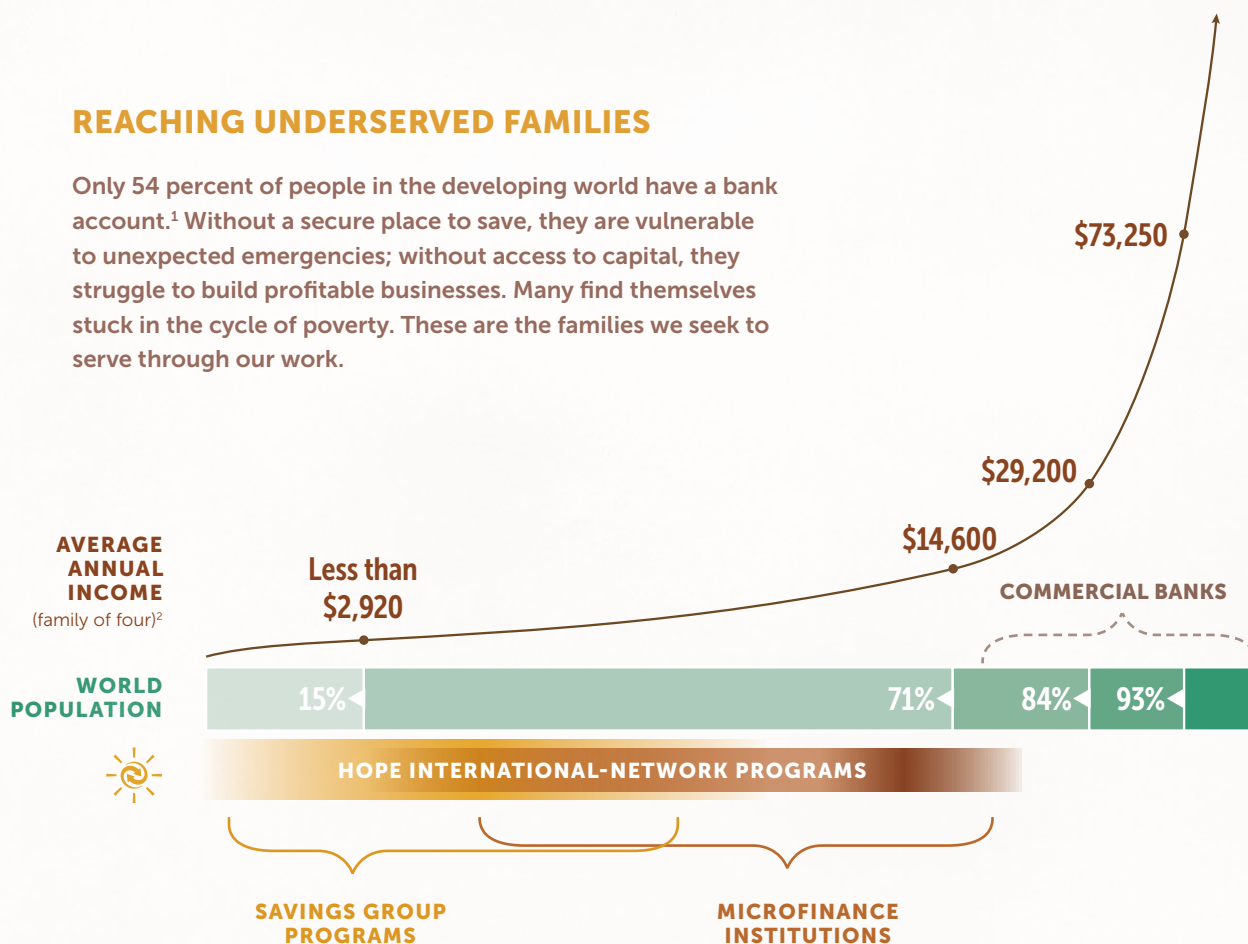 REACHING UNDERSERVED FAMILIES
Only 54 percent of people in the developing world have a bank
account.¹ Without a secure place to save, they are vulnerable
to unexpected emergencies; without access to capital, they
struggle to build profitable businesses. Many find themselves
stuck in the cycle of poverty. These are the families we seek to
serve through our work.
$73,250
$29,200
$14,600
Less than
$2,920
AVERAGE
ANNUAL
INCOME
(family of four)²
COMMERCIAL BANKS
WORLD
POPULATION
15%
71%
84%
93%
HOPE INTERNATIONAL-NETWORK PROGRAMS
SAVINGS GROUP
PROGRAMS
MICROFINANCE
INSTITUTIONS